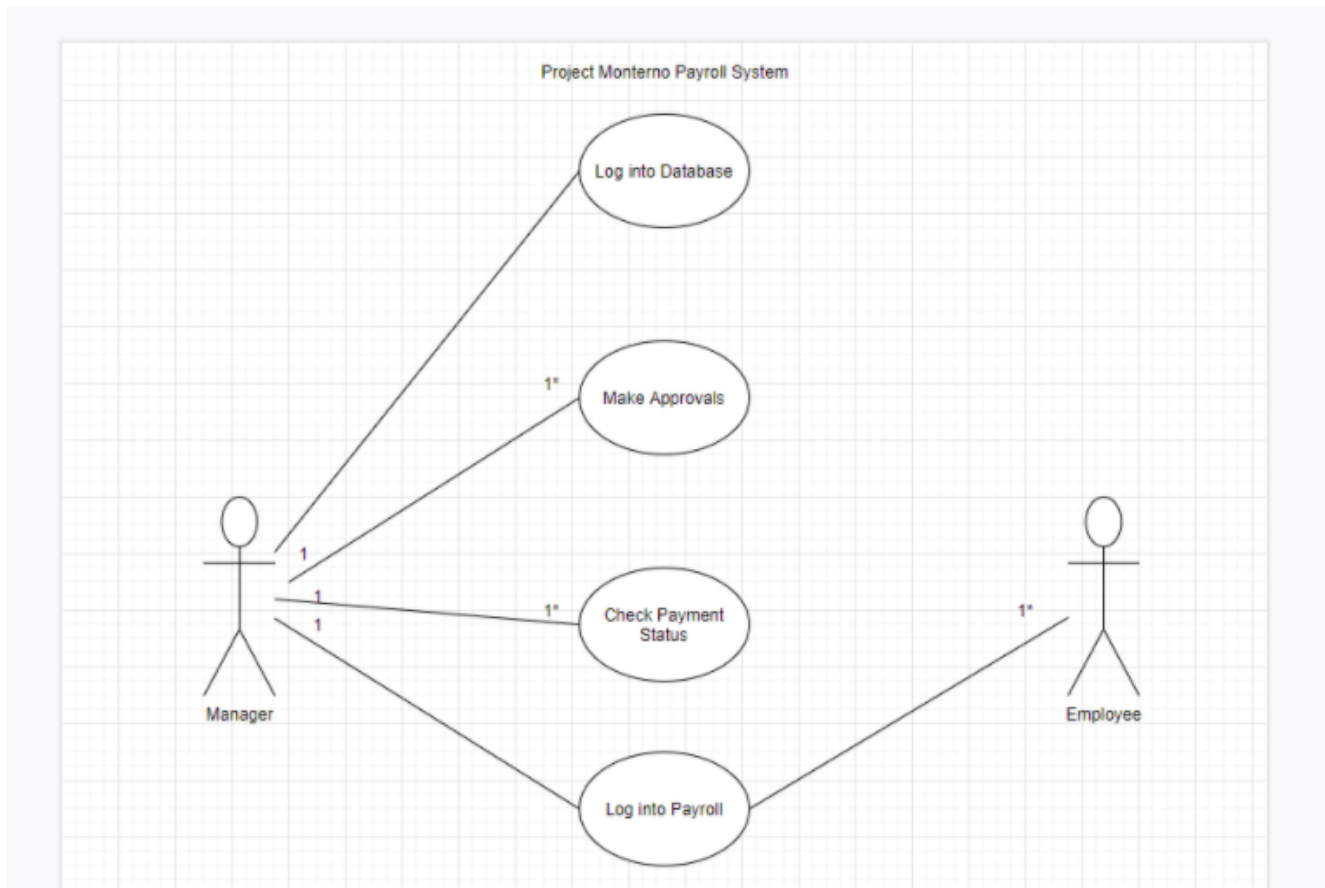 Project Monterno Payroll System
Log into Database
1*
Make Approvals
1
1
1*
Check Payment
Status
1*
1
Manager
Employee
Log into Payroll